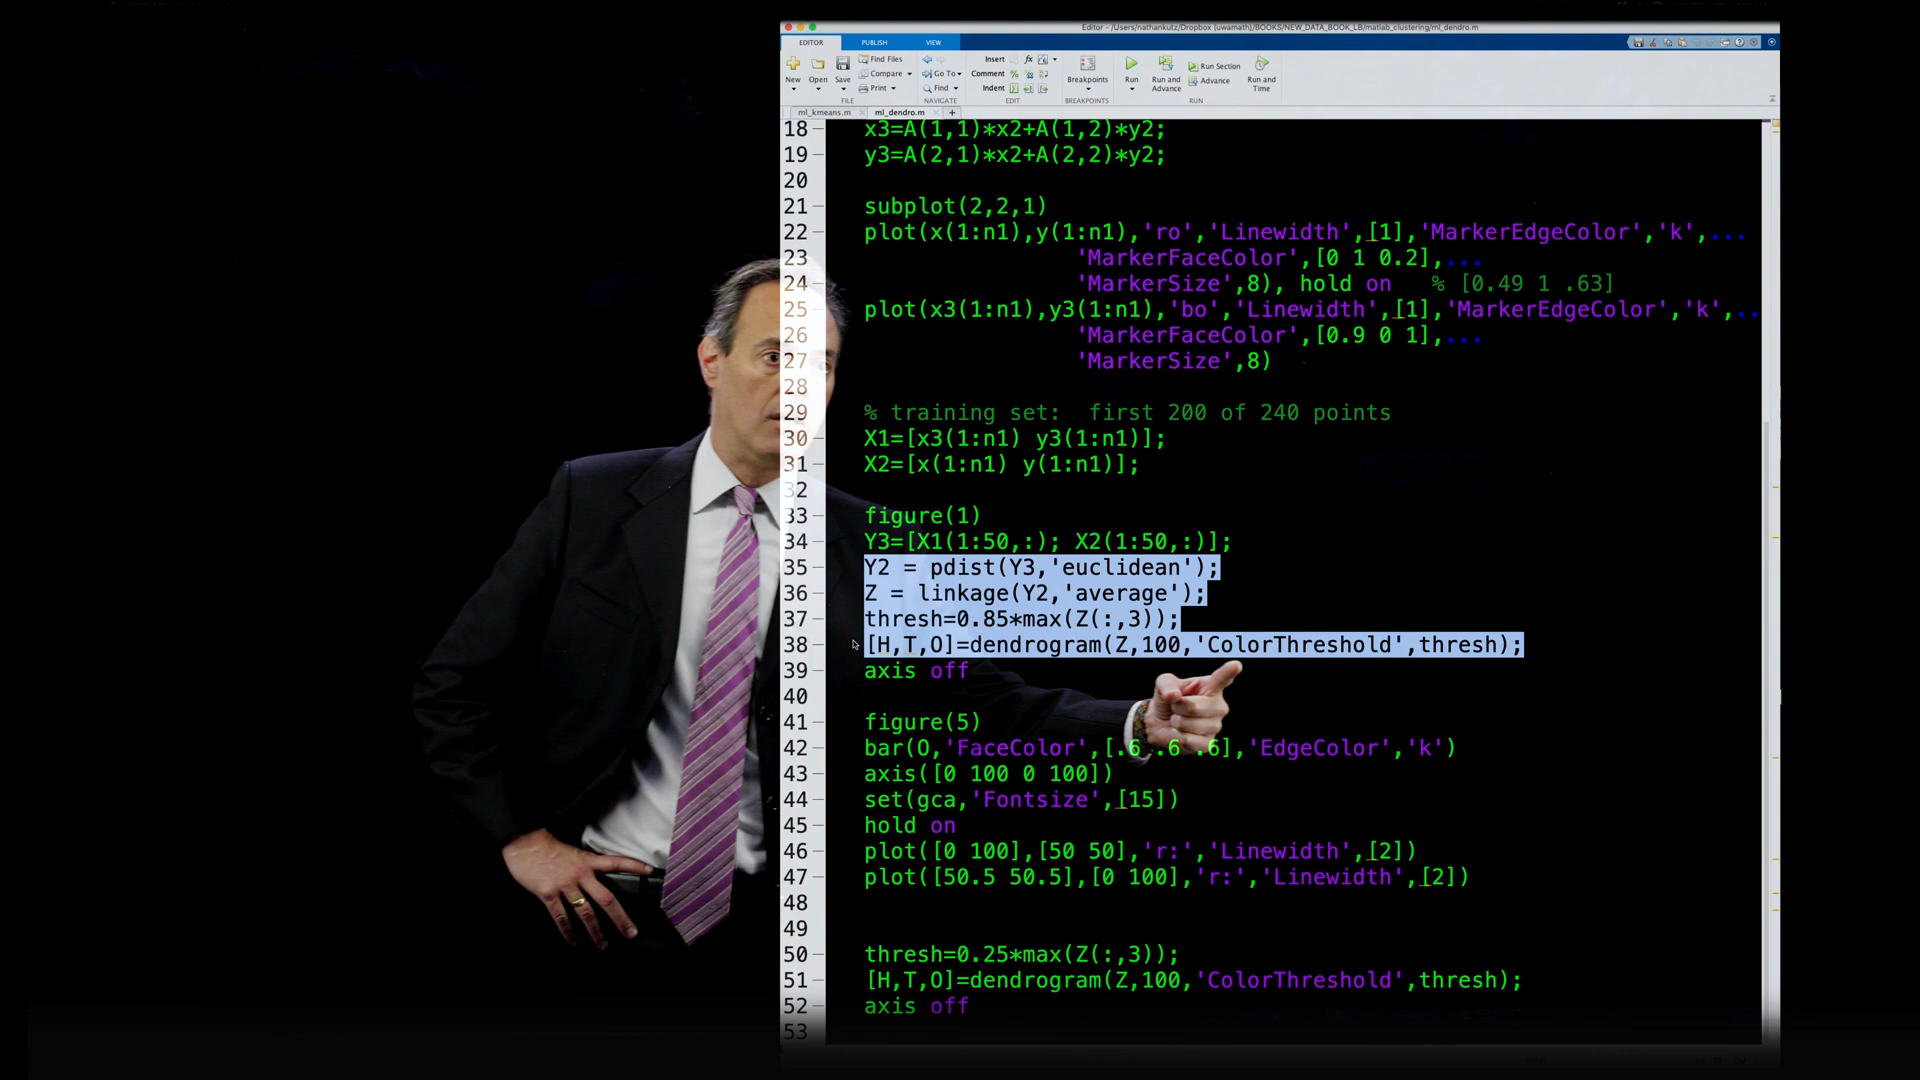 Editor - /Users/nathankutz/Dropbox (uwamath)/BOOKS/NEW_DATA_BOOK_LB/matlab_clustering/ml_dendro.m
EDITOR PUBLISH VIEW
New Open Save Find Files Compare Print Go To Find Insert Comment Indent fx Breakpoints Run Run and Advance Run Section Advance Run and Time
FILE NAVIGATE EDIT BREAKPOINTS RUN
ml_kmeans.m ml_dendro.m +
18 x3=A(1,1)*x2+A(1,2)*y2;
19 y3=A(2,1)*x2+A(2,2)*y2;
20
21 subplot(2,2,1)
22 plot(x(1:n1),y(1:n1),'ro','Linewidth',[1],'MarkerEdgeColor','k',...
23 'MarkerFaceColor',[0 1 0.2],...
24 'MarkerSize',8), hold on % [0.49 1 .63]
25 plot(x3(1:n1),y3(1:n1),'bo','Linewidth',[1],'MarkerEdgeColor','k',..
26 'MarkerFaceColor',[0.9 0 1],...
27 'MarkerSize',8)
28
29 % training set: first 200 of 240 points
30 X1=[x3(1:n1) y3(1:n1)];
31 X2=[x(1:n1) y(1:n1)];
32
33 figure(1)
34 Y3=[X1(1:50,:); X2(1:50,:)];
35 Y2 = pdist(Y3,'euclidean');
36 Z = linkage(Y2,'average');
37 thresh=0.85*max(Z(:,3));
38 [H,T,O]=dendrogram(Z,100,'ColorThreshold',thresh);
39 axis off
40
41 figure(5)
42 bar(O,'FaceColor',[.6 .6 .6],'EdgeColor','k')
43 axis([0 100 0 100])
44 set(gca,'Fontsize',[15])
45 hold on
46 plot([0 100],[50 50],'r:','Linewidth',[2])
47 plot([50.5 50.5],[0 100],'r:','Linewidth',[2])
48
49
50 thresh=0.25*max(Z(:,3));
51 [H,T,O]=dendrogram(Z,100,'ColorThreshold',thresh);
52 axis off
53